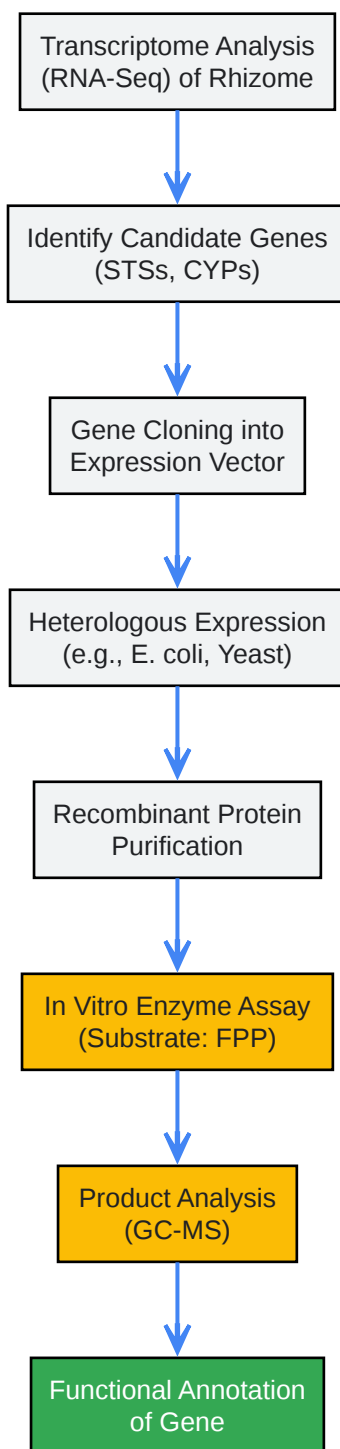 Transcriptome Analysis
(RNA-Seq) of Rhizome
Identify Candidate Genes
(STSs, CYPs)
Gene Cloning into
Expression Vector
Heterologous Expression
(e.g., E. coli, Yeast)
Recombinant Protein
Purification
In Vitro Enzyme Assay
(Substrate: FPP)
Product Analysis
(GC-MS)
Functional Annotation
of Gene